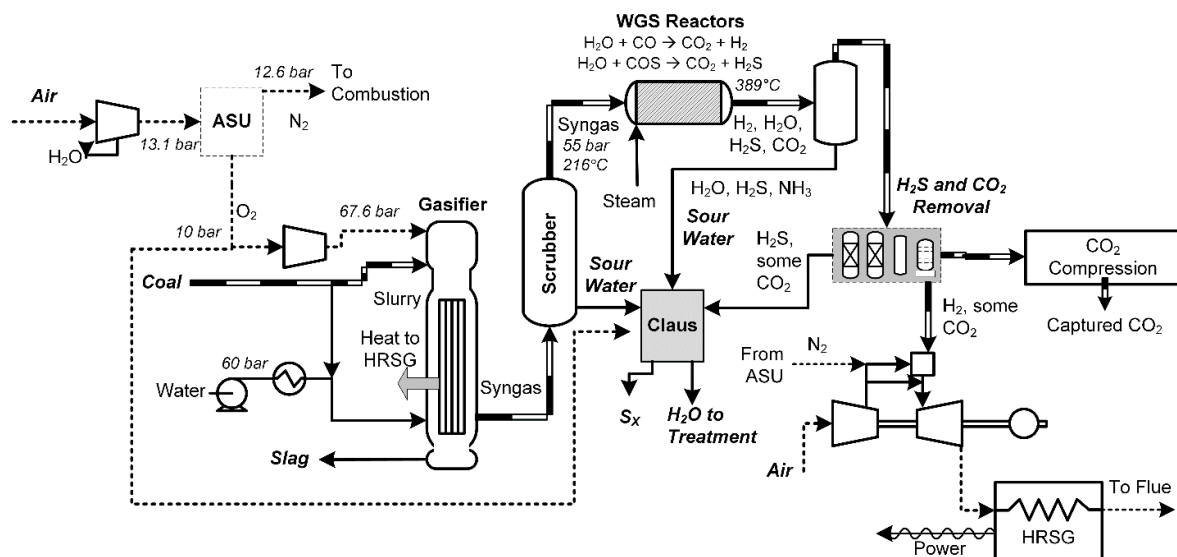 WGS Reactors
H₂O + CO → CO₂ + H₂
H₂O + COS → CO₂ + H₂S
12.6 bar
To
Combustion
389°C
Air
ASU
N₂
Syngas
55 bar
216°C
H₂, H₂O,
H₂S, CO₂
H₂O
13.1 bar
Steam
H₂O, H₂S, NH₃
H₂S and CO₂
Removal
O₂
Gasifier
67.6 bar
10 bar
Sour
Water
H₂S,
some
CO₂
CO₂
Compression
Coal
Slurry
Scrubber
Sour
Water
Claus
H₂, some
CO₂
Captured CO₂
Heat to
HRSG
60 bar
Water
Syngas
From
ASU
N₂
Sₓ
H₂O to
Treatment
Slag
Air
To Flue
HRSG
Power